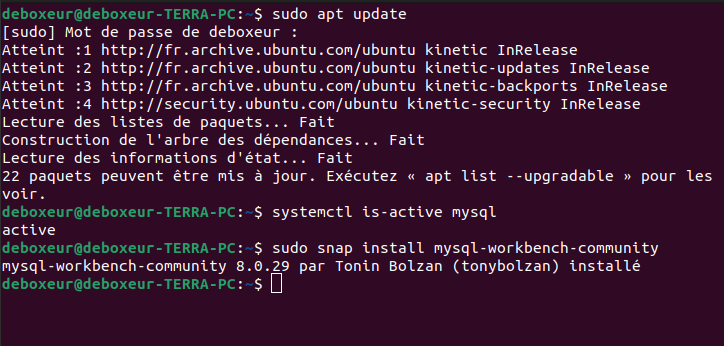 deboxeur@deboxeur-TERRA-PC:~$ sudo apt update
[sudo] Mot de passe de deboxeur :
Atteint :1 http://fr.archive.ubuntu.com/ubuntu kinetic InRelease
Atteint :2 http://fr.archive.ubuntu.com/ubuntu kinetic-updates InRelease
Atteint :3 http://fr.archive.ubuntu.com/ubuntu kinetic-backports InRelease
Atteint :4 http://security.ubuntu.com/ubuntu kinetic-security InRelease
Lecture des listes de paquets... Fait
Construction de l'arbre des dépendances... Fait
Lecture des informations d'état... Fait
22 paquets peuvent être mis à jour. Exécutez « apt list --upgradable » pour les
voir.
deboxeur@deboxeur-TERRA-PC:~$ systemctl is-active mysql
active
deboxeur@deboxeur-TERRA-PC:~$ sudo snap install mysql-workbench-community
mysql-workbench-community 8.0.29 par Tonin Bolzan (tonybolzan) installé
deboxeur@deboxeur-TERRA-PC:~$